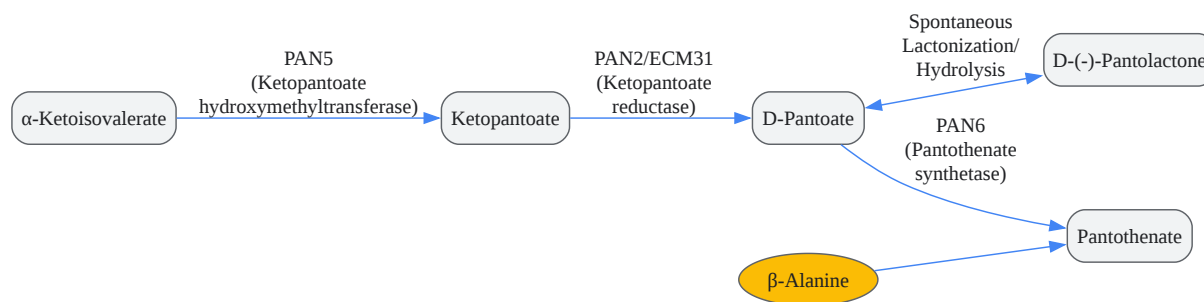 Spontaneous
Lactonization/
Hydrolysis
D-(-)-Pantolactone
PAN5
(Ketopantoate
hydroxymethyltransferase)
PAN2/ECM31
(Ketopantoate
reductase)
α-Ketoisovalerate
Ketopantoate
D-Pantoate
PAN6
(Pantothenate
synthetase)
Pantothenate
β-Alanine